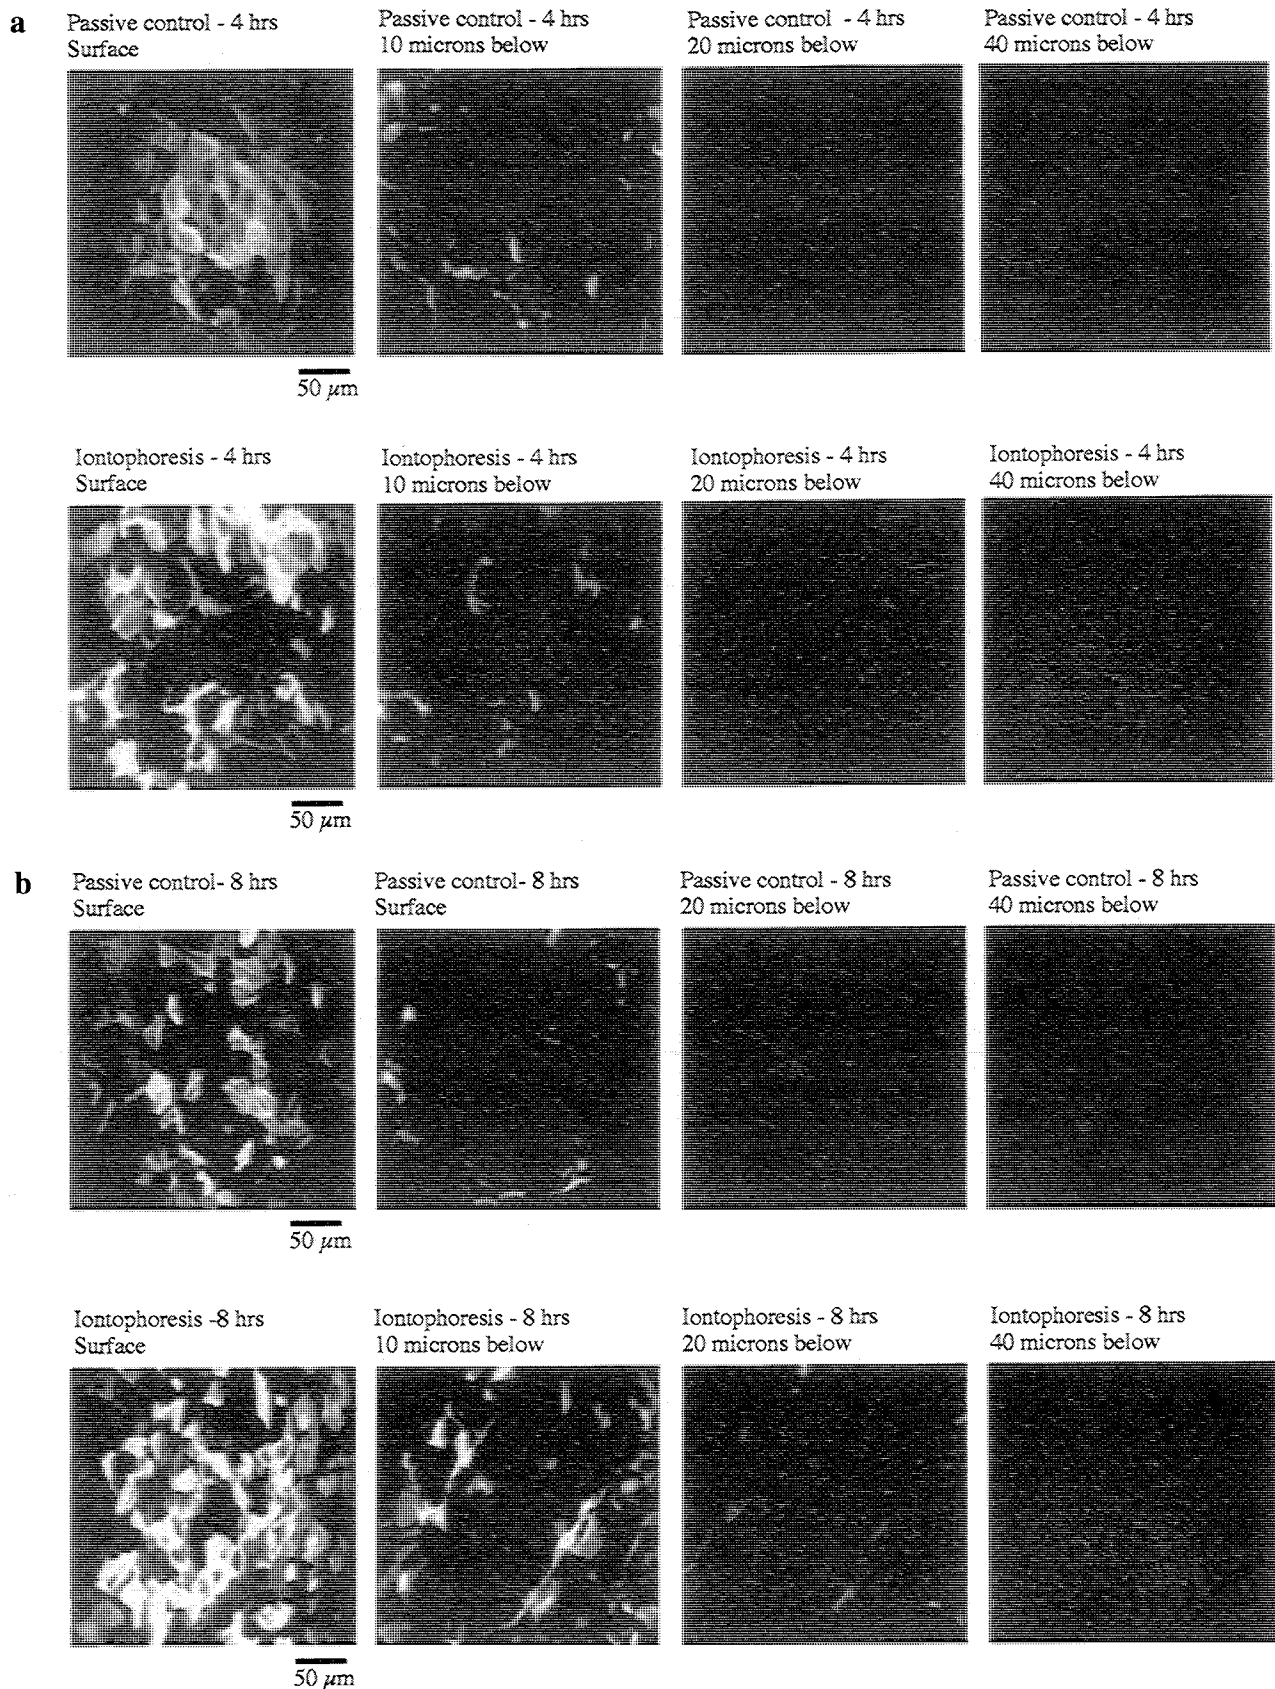 a
Passive control - 4 hrs
Surface
Passive control - 4 hrs
10 microns below
Passive control - 4 hrs
20 microns below
Passive control - 4 hrs
40 microns below
50 μm
Iontophoresis - 4 hrs
Surface
Iontophoresis - 4 hrs
10 microns below
Iontophoresis - 4 hrs
20 microns below
Iontophoresis - 4 hrs
40 microns below
50 μm
b
Passive control- 8 hrs
Surface
Passive control- 8 hrs
Surface
Passive control - 8 hrs
20 microns below
Passive control - 8 hrs
40 microns below
50 μm
Iontophoresis -8 hrs
Surface
Iontophoresis - 8 hrs
10 microns below
Iontophoresis - 8 hrs
20 microns below
Iontophoresis - 8 hrs
40 microns below
50 μm